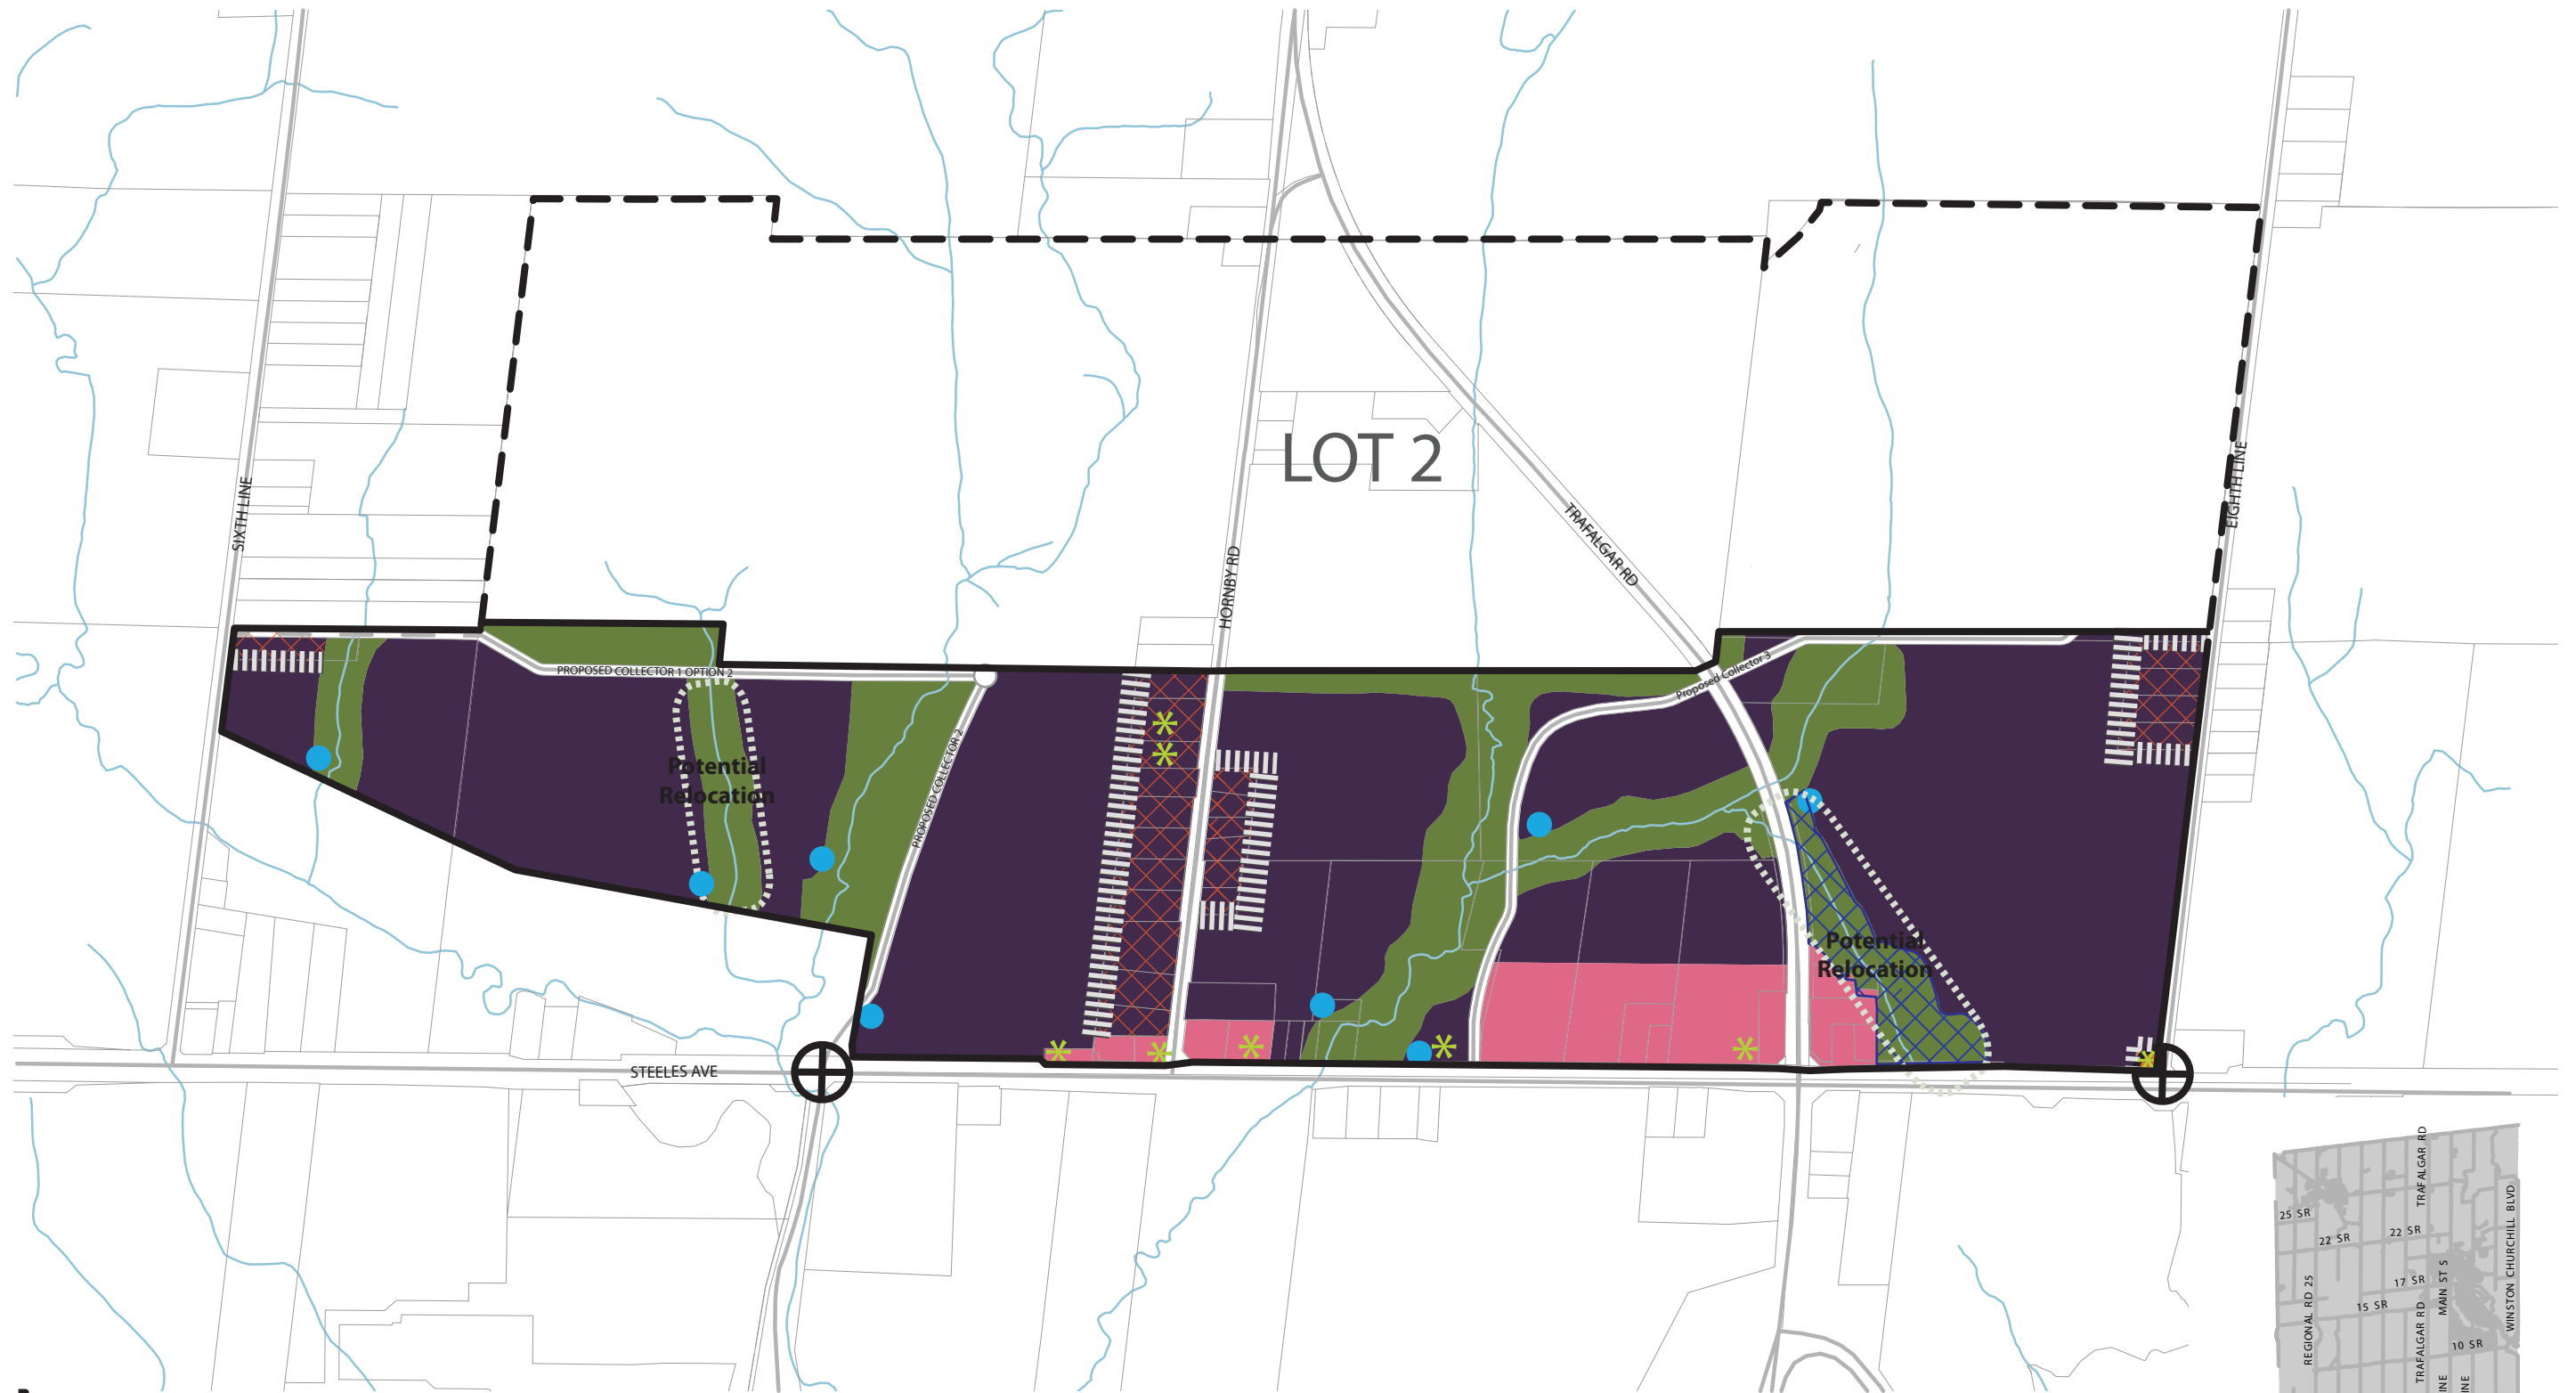 LOT 2
SIXTH LINE
HORNBY RD
TRAFALGAR RD
EIGHTH LINE
PROPOSED COLLECTOR 1 OPTION 2
Proposed Collector 3
PROPOSED COLLECTOR 2
Potential
Relocation
Potential
Relocation
STEELES AVE
TRAFALGAR RD
25 SR
22 SR
22 SR
WINSTON CHURCHILL BLVD
REGIONAL RD 25
17 SR
MAIN ST S
15 SR
TRAFALGAR RD
10 SR
INE
INE